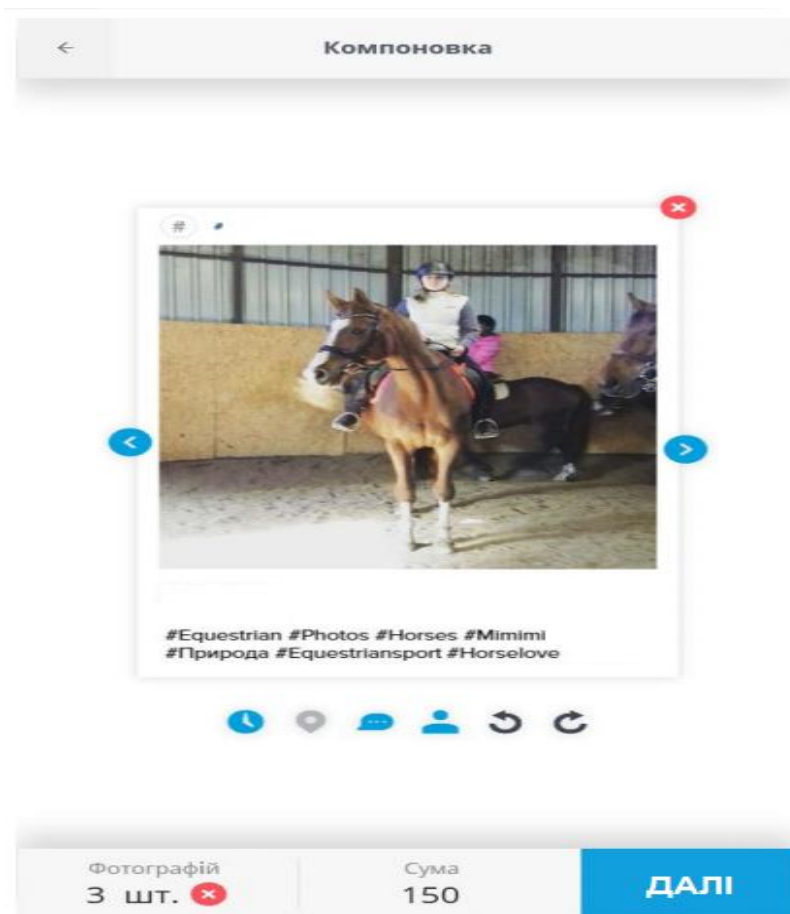 Компоновка
#
#Equestrian #Photos #Horses #Mimimi
#Природа #Equestriansport #Horselove
Фотографій
3 шт.
Сума
150
ДАЛІ